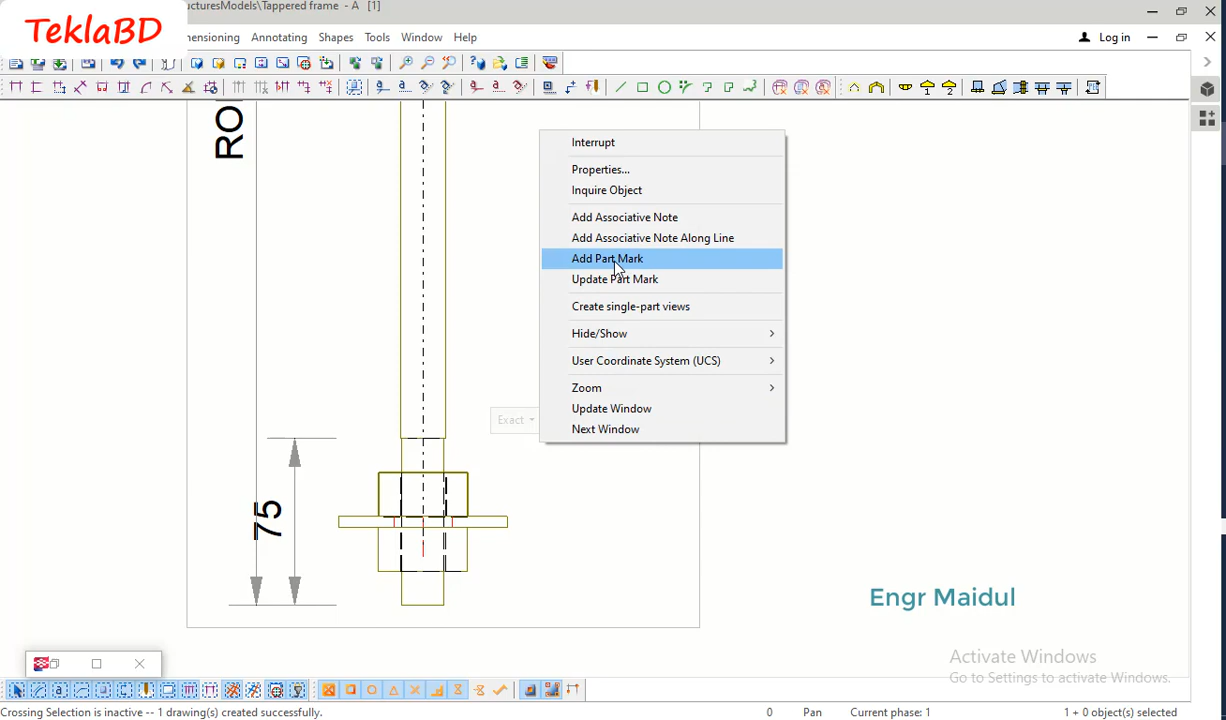 TeklaBD
ucturesModels\Tappered frame - A [1]
ensioning Annotating Shapes Tools Window Help
Log in
RO
75
Interrupt
Properties...
Inquire Object
Add Associative Note
Add Associative Note Along Line
Add Part Mark
Update Part Mark
Create single-part views
Hide/Show
User Coordinate System (UCS)
Zoom
Update Window
Next Window
Exact
Engr Maidul
Activate Windows
Go to Settings to activate Windows.
Crossing Selection is inactive -- 1 drawing(s) created successfully. 0 Pan Current phase: 1 1 + 0 object(s) selected